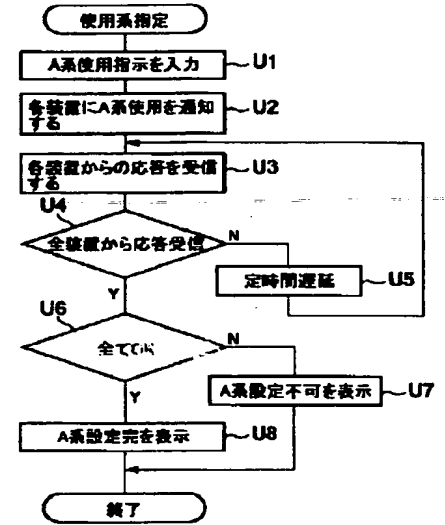 使用系指定
A系使用指示を入力
U1
各装置にA系使用を通知
する
U2
各装置からの応答を受信
する
U3
U4
全装置から応答受信
N
定時間遅延
U5
Y
U6
全てOK
N
A系設定不可を表示
U7
Y
A系設定完を表示
U8
終了